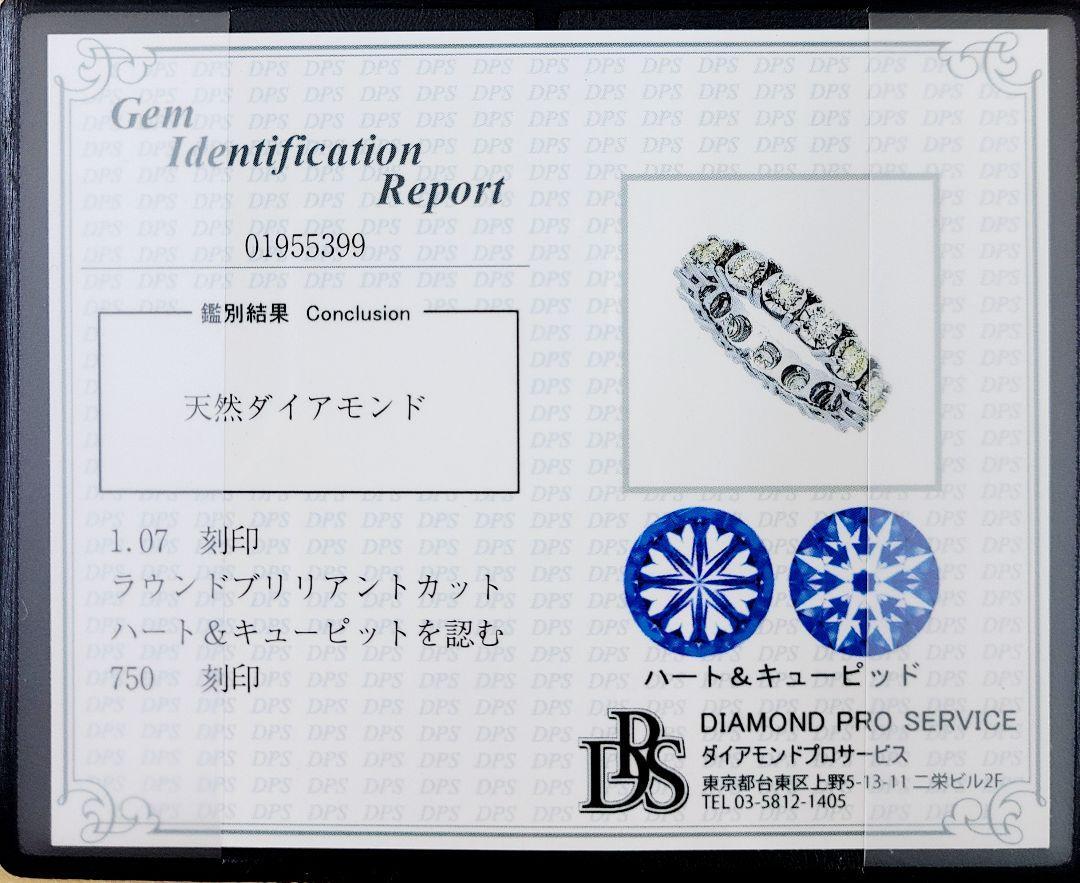 Gem
Identification
Report
01955399
鑑別結果 Conclusion
天然ダイアモンド
1.07 刻印
ラウンドブリリアントカット
ハート&キューピットを認む
750 刻印
ハート&キューピッド
DPS
DIAMOND PRO SERVICE
ダイアモンドプロサービス
東京都台東区上野5-13-11 二栄ビル2F
TEL 03-5812-1405